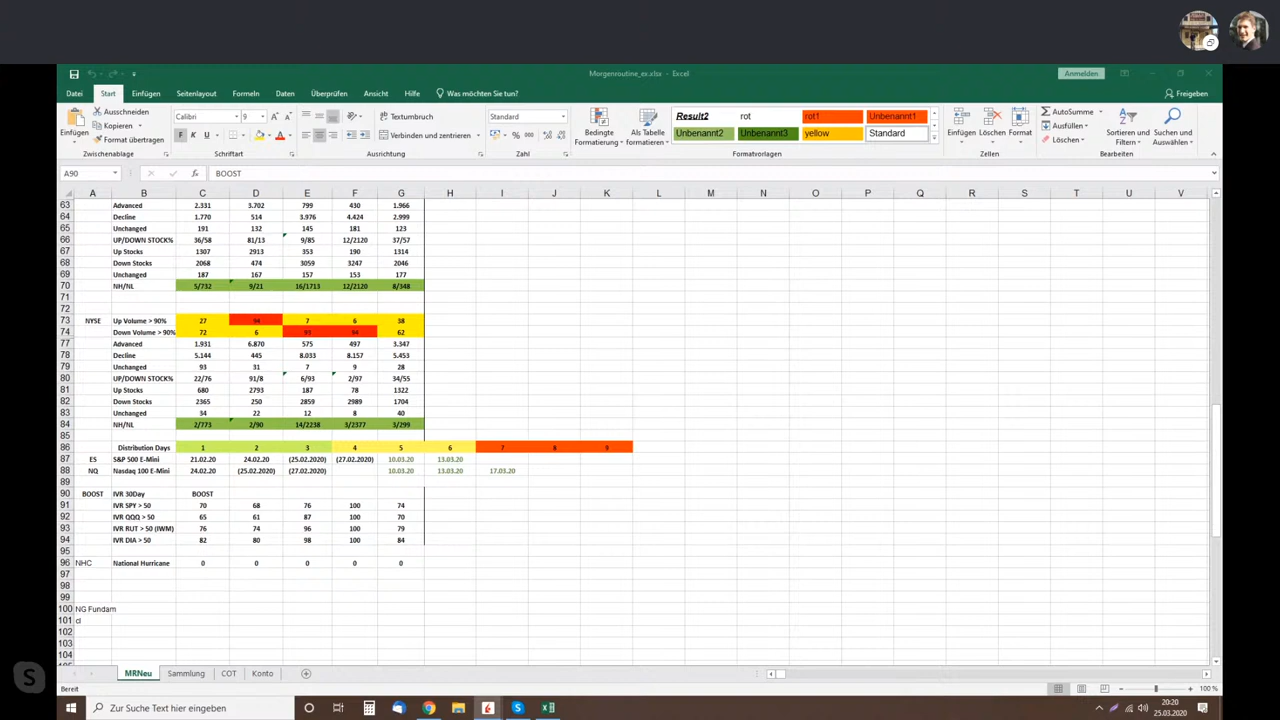 Morgenroutine_ex.xlsx - Excel
Anmelden
Datei Start Einfügen Seitenlayout Formeln Daten Überprüfen Ansicht Hilfe Was möchten Sie tun? Freigeben
Einfügen Ausschneiden Kopieren Format übertragen Zwischenablage
Calibri 9 F K U Schriftart
Textumbruch Verbinden und zentrieren Ausrichtung
Standard % 000 Zahl
Bedingte Formatierung Als Tabelle formatieren
Result2 rot rot1 Unbenannt1
Unbenannt2 Unbenannt3 yellow Standard
Formatvorlagen
Einfügen Löschen Format Zellen
AutoSumme Ausfüllen Löschen Sortieren und Filtern Suchen und Auswählen Bearbeiten
A90 fx BOOST
A B C D E F G H I J K L M N O P Q R S T U V
63 Advanced 2.331 3.702 799 430 1.966
64 Decline 1.770 514 3.976 4.424 2.999
65 Unchanged 191 132 145 181 123
66 UP/DOWN STOCK% 36/58 81/13 9/85 12/2120 37/57
67 Up Stocks 1307 2913 353 190 1314
68 Down Stocks 2068 474 3059 3247 2046
69 Unchanged 187 167 157 153 177
70 NH/NL 5/732 9/21 16/1713 12/2120 8/348
71
72
73 NYSE Up Volume > 90% 27 94 7 6 38
74 Down Volume > 90% 72 6 93 94 62
77 Advanced 1.931 6.870 575 497 3.347
78 Decline 5.144 445 8.033 8.157 5.453
79 Unchanged 93 31 7 9 28
80 UP/DOWN STOCK% 22/76 91/8 6/93 2/97 34/55
81 Up Stocks 680 2793 187 78 1322
82 Down Stocks 2365 250 2859 2989 1704
83 Unchanged 34 22 12 8 40
84 NH/NL 2/773 2/90 14/2238 3/2377 3/299
85
86 Distribution Days 1 2 3 4 5 6 7 8 9
87 ES S&P 500 E-Mini 21.02.20 24.02.20 (25.02.2020) (27.02.2020) 10.03.20 13.03.20
88 NQ Nasdaq 100 E-Mini 24.02.20 (25.02.2020) (27.02.2020) 10.03.20 13.03.20 17.03.20
89
90 BOOST IVR 30Day BOOST
91 IVR SPY > 50 70 68 76 100 74
92 IVR QQQ > 50 65 61 87 100 70
93 IVR RUT > 50 (IWM) 76 74 96 100 79
94 IVR DIA > 50 82 80 98 100 84
95
96 NHC National Hurricane 0 0 0 0 0
97
98
99
100 NG Fundam
101 cl
102
103
104
MRNeu Sammlung COT Konto
Bereit 100 %
Zur Suche Text hier eingeben
20:20
25.03.2020